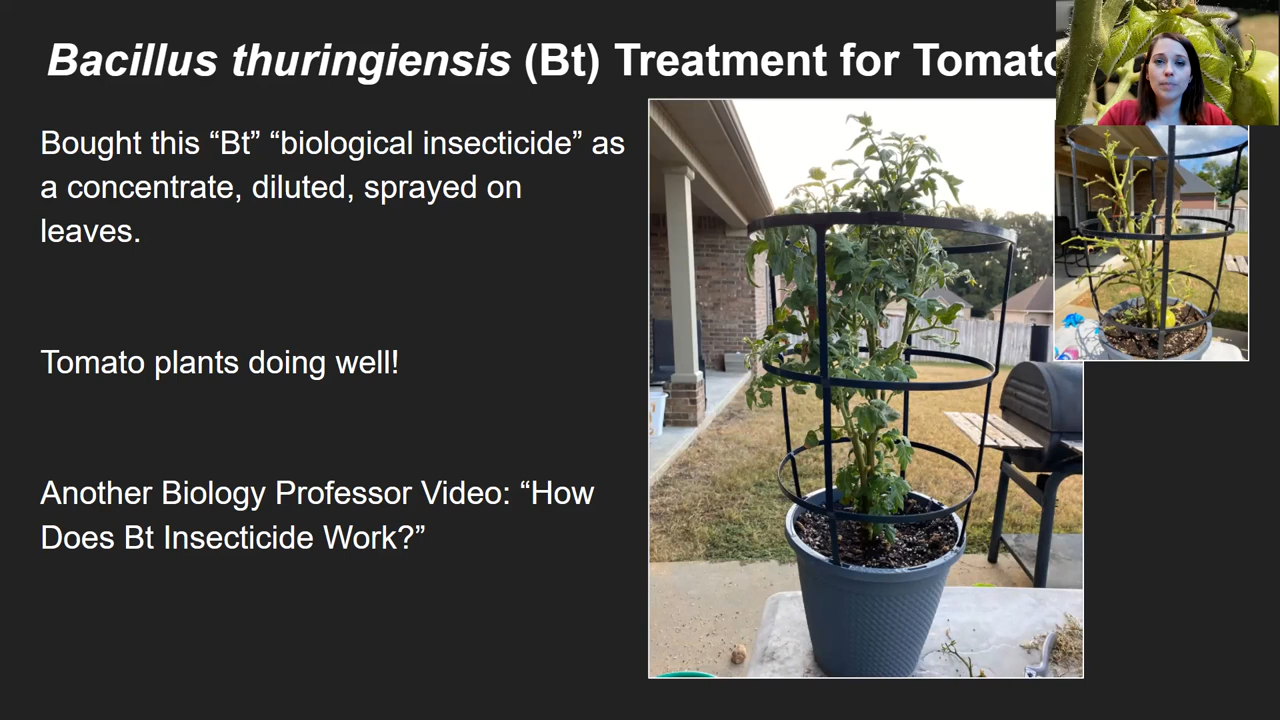 Bacillus thuringiensis (Bt) Treatment for Tomato
Bought this “Bt” “biological insecticide” as
a concentrate, diluted, sprayed on
leaves.
Tomato plants doing well!
Another Biology Professor Video: “How
Does Bt Insecticide Work?”